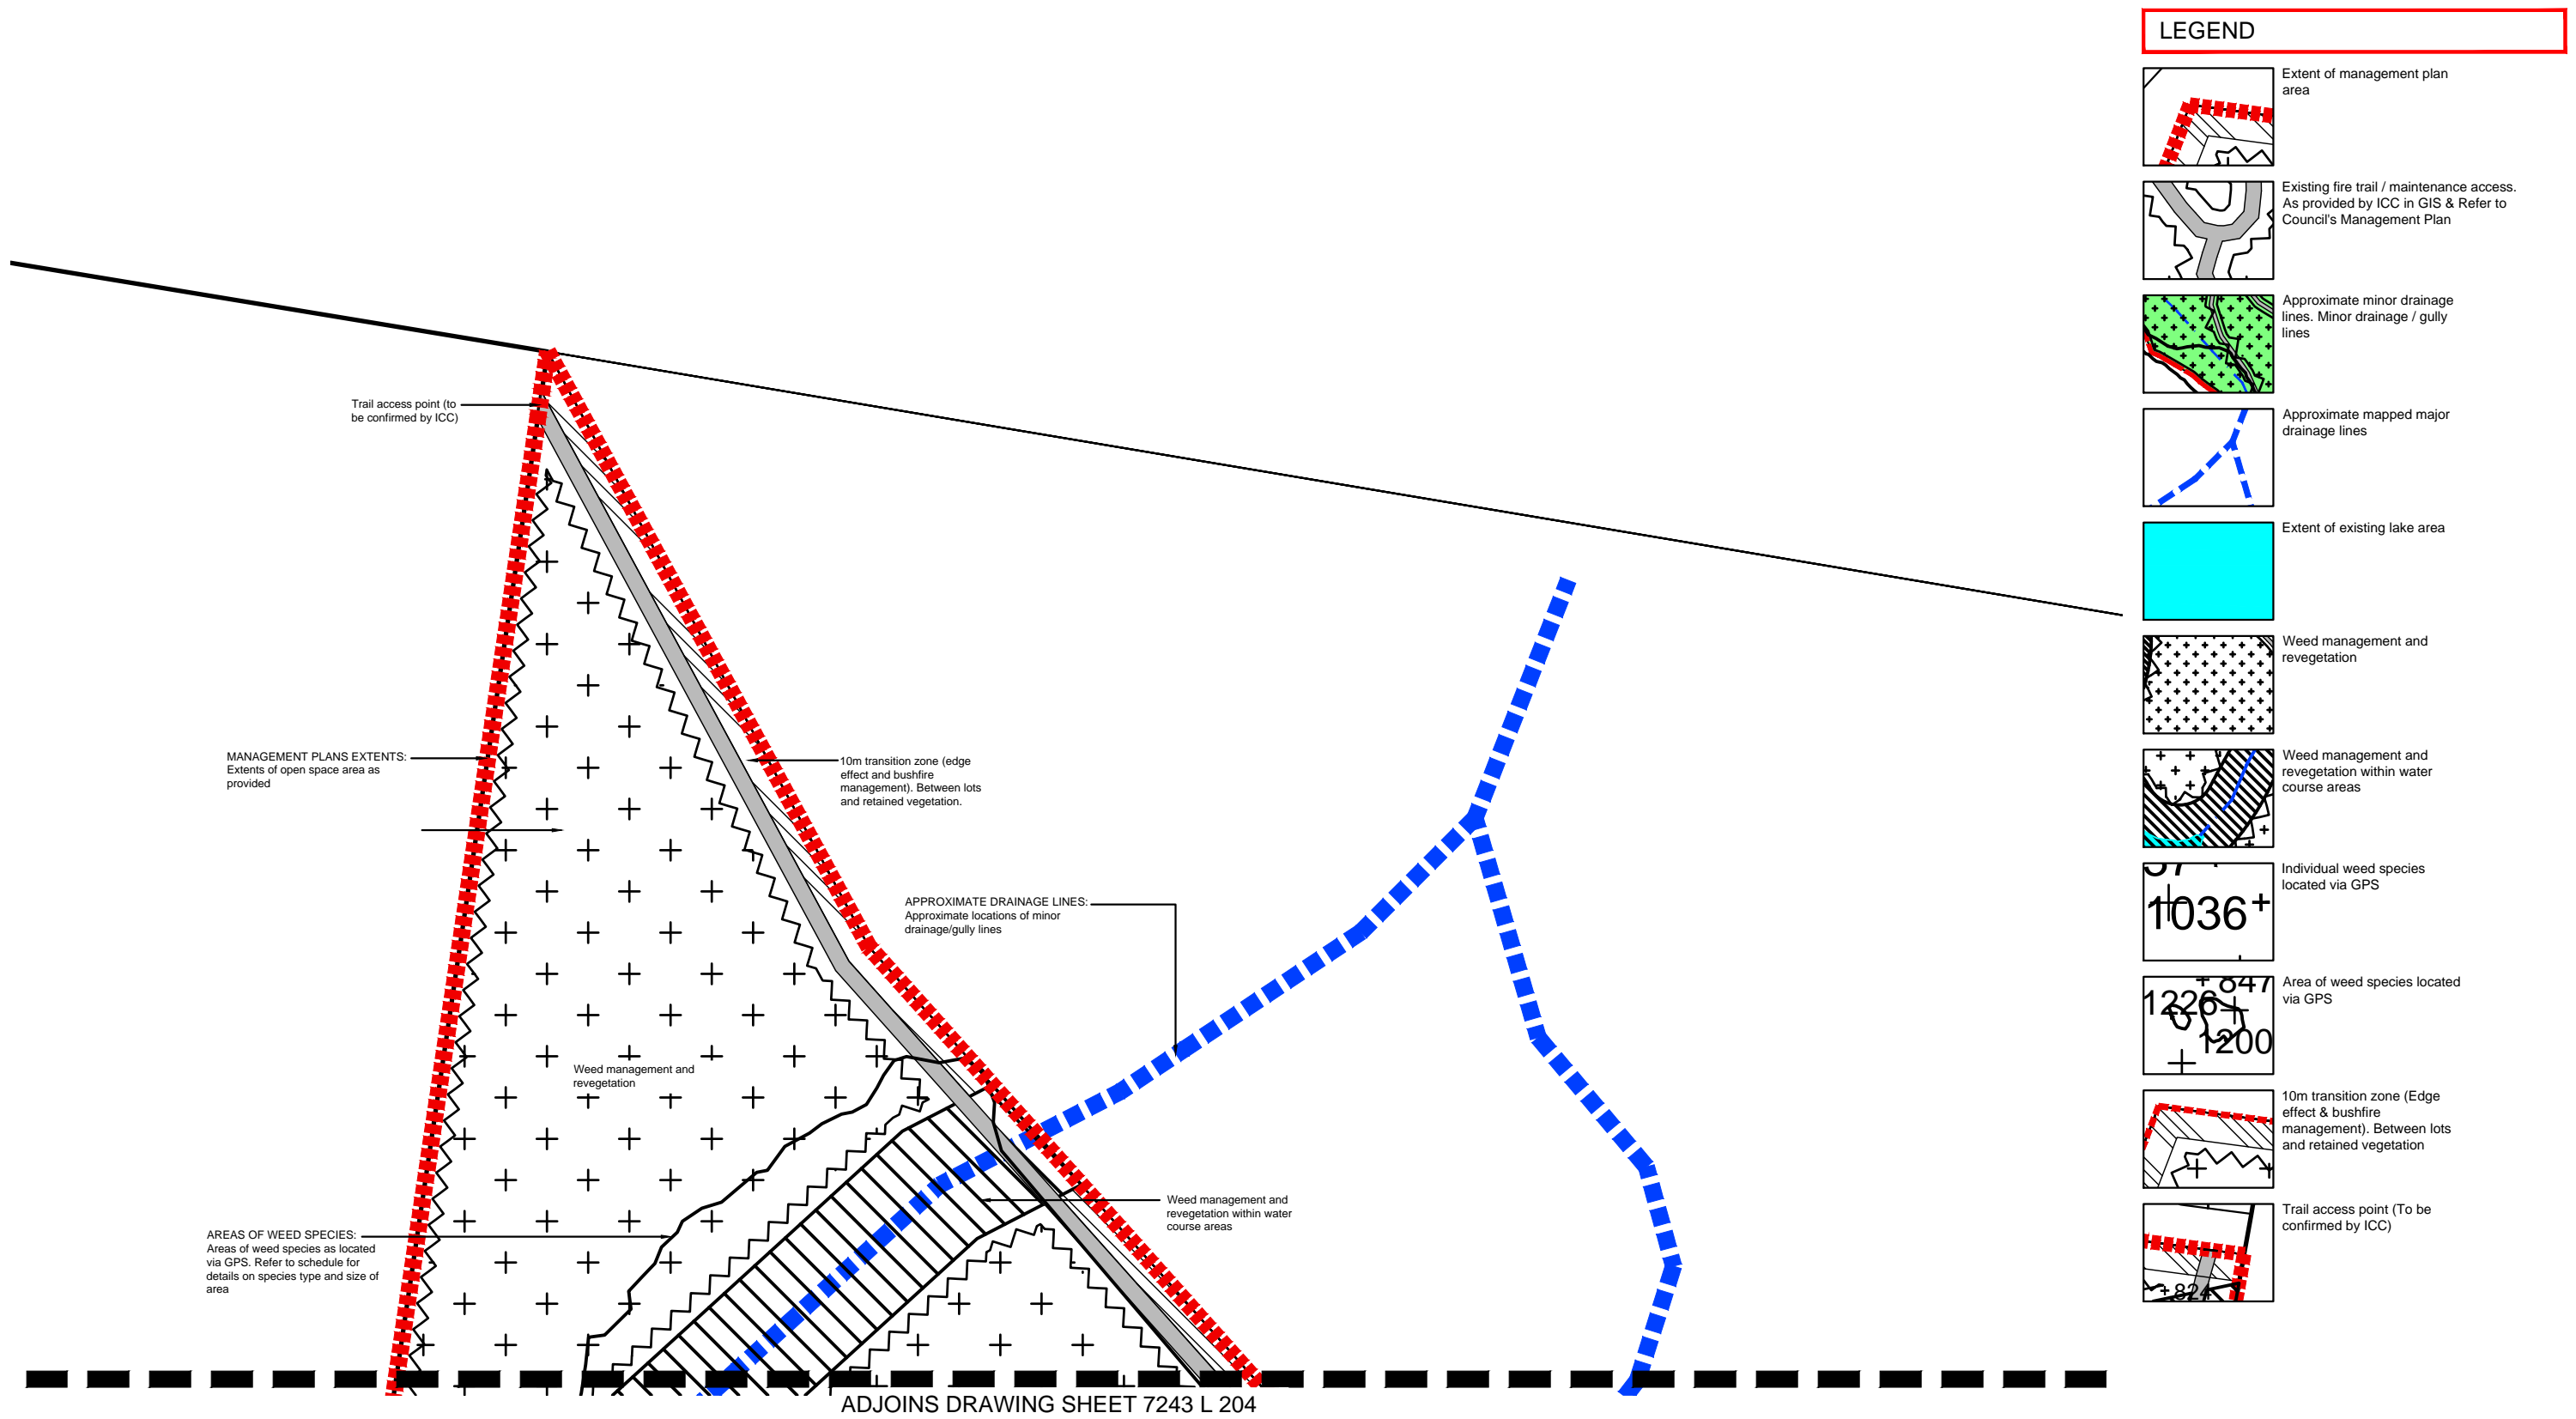 LEGEND
Extent of management plan
area
Existing fire trail / maintenance access.
As provided by ICC in GIS & Refer to
Council's Management Plan
Approximate minor drainage
lines. Minor drainage / gully
lines
Approximate mapped major
drainage lines
Extent of existing lake area
Weed management and
revegetation
Weed management and
revegetation within water
course areas
1036
Individual weed species
located via GPS
847
1226
1200
Area of weed species located
via GPS
10m transition zone (Edge
effect & bushfire
management). Between lots
and retained vegetation
824
Trail access point (To be
confirmed by ICC)
Trail access point (to
be confirmed by ICC)
MANAGEMENT PLANS EXTENTS:
Extents of open space area as
provided
10m transition zone (edge
effect and bushfire
management). Between lots
and retained vegetation.
APPROXIMATE DRAINAGE LINES:
Approximate locations of minor
drainage/gully lines
Weed management and
revegetation
Weed management and
revegetation within water
course areas
AREAS OF WEED SPECIES:
Areas of weed species as located
via GPS. Refer to schedule for
details on species type and size of
area
ADJOINS DRAWING SHEET 7243 L 204